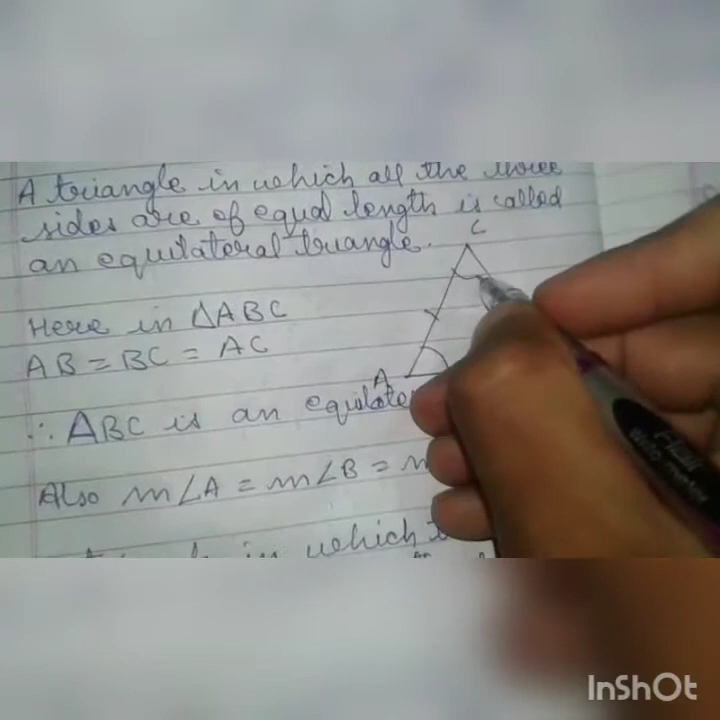 A triangle in which all the three
sides are of equal length is called
an equilateral triangle.
C
Here in △ABC
AB = BC = AC
A
∴ ABC is an
Also m∠A = m∠B =
in which
InShOt